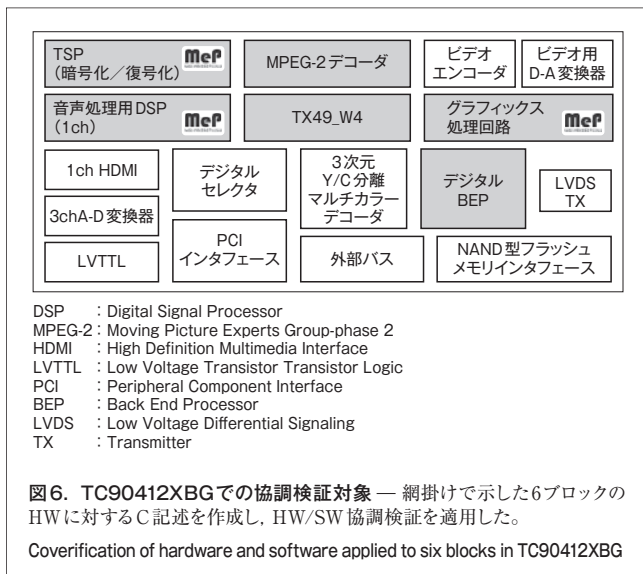 TSP
（暗号化／復号化）
MeP
MPEG-2 デコーダ
ビデオ
エンコーダ
ビデオ用
D-A 変換器
音声処理用 DSP
（1ch）
MeP
TX49_W4
グラフィックス
処理回路
MeP
1ch HDMI
3chA-D 変換器
LVTTL
デジタル
セレクタ
PCI
インタフェース
3次元
Y/C 分離
マルチカラー
デコーダ
外部バス
デジタル
BEP
LVDS
TX
NAND 型フラッシュ
メモリインタフェース
DSP ：Digital Signal Processor
MPEG-2：Moving Picture Experts Group-phase 2
HDMI ：High Definition Multimedia Interface
LVTTL ：Low Voltage Transistor Transistor Logic
PCI ：Peripheral Component Interface
BEP ：Back End Processor
LVDS ：Low Voltage Differential Signaling
TX ：Transmitter
図6. TC90412XBGでの協調検証対象 — 網掛けで示した6ブロックの
HWに対するC記述を作成し，HW/SW協調検証を適用した。
Coverification of hardware and software applied to six blocks in TC90412XBG